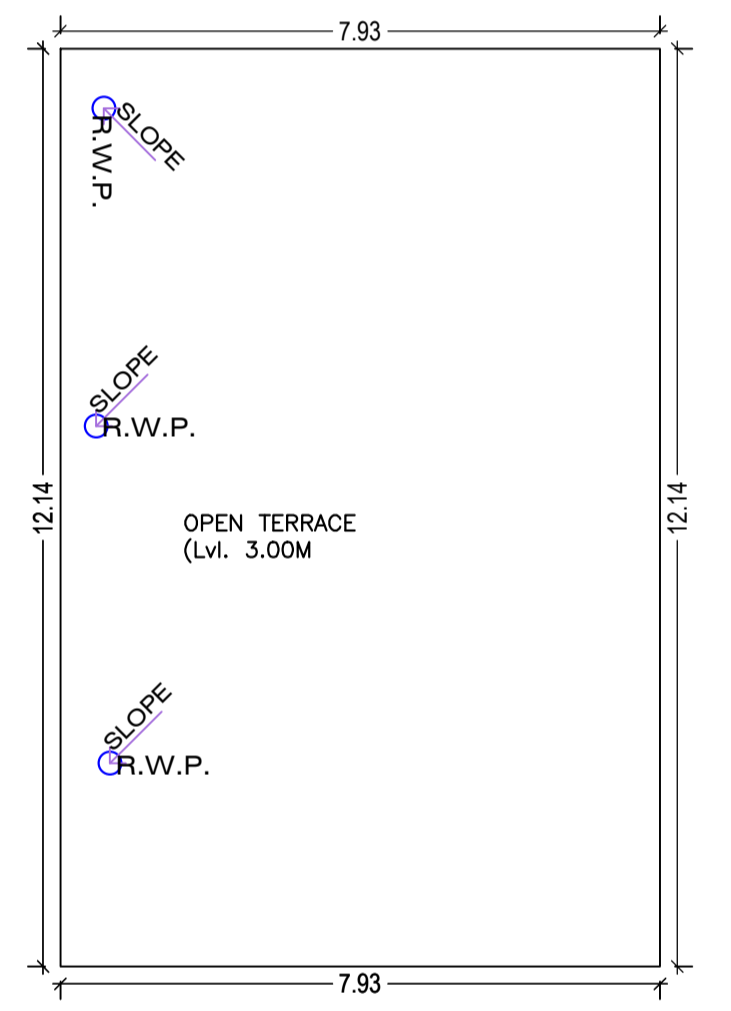 7.93
SLOPE
R.W.P.
SLOPE
R.W.P.
12.14
12.14
OPEN TERRACE
(Lvl. 3.00M
SLOPE
R.W.P.
7.93